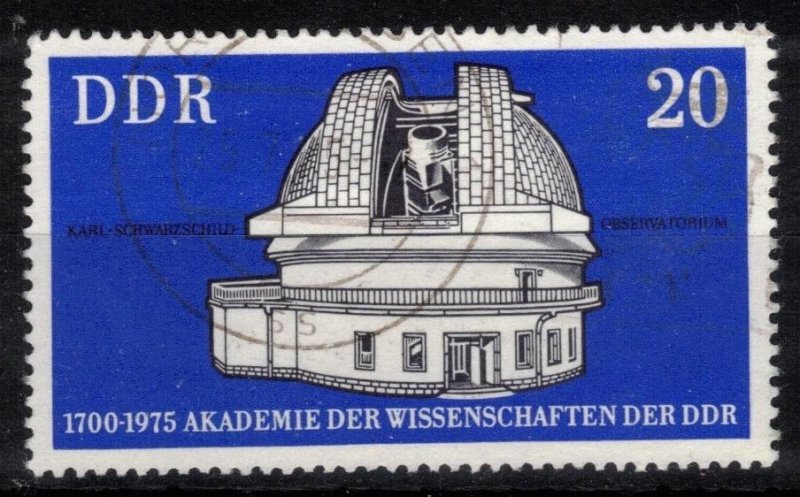 DDR
20
KARL-SCHWARZSCHILD-
OBSERVATORIUM
1700-1975 AKADEMIE DER WISSENSCHAFTEN DER DDR